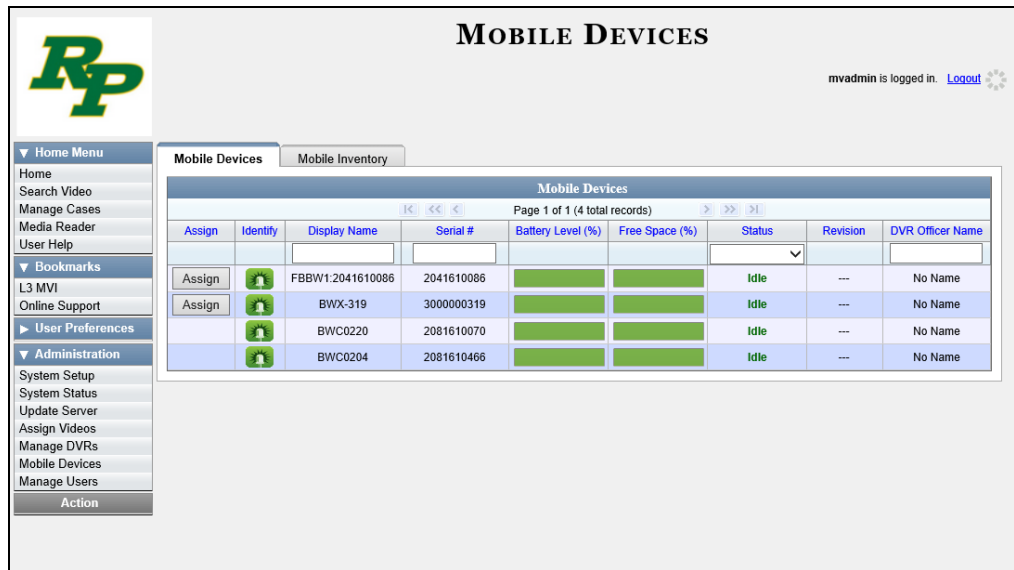 RP
MOBILE DEVICES
mvadmin is logged in. Logout
▼ Home Menu
Home
Search Video
Manage Cases
Media Reader
User Help
▼ Bookmarks
L3 MVI
Online Support
► User Preferences
▼ Administration
System Setup
System Status
Update Server
Assign Videos
Manage DVRs
Mobile Devices
Manage Users
Action
Mobile Devices Mobile Inventory
Mobile Devices
Page 1 of 1 (4 total records)
Assign Identify Display Name Serial # Battery Level (%) Free Space (%) Status Revision DVR Officer Name
Assign FBBW1:2041610086 2041610086 Idle --- No Name
Assign BWX-319 3000000319 Idle --- No Name
BWC0220 2081610070 Idle --- No Name
BWC0204 2081610466 Idle --- No Name